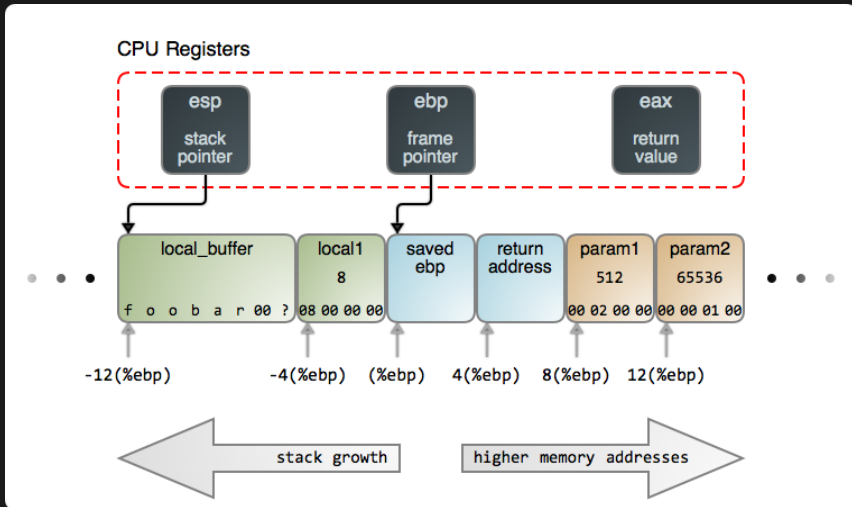 CPU Registers
esp
stack
pointer
ebp
frame
pointer
eax
return
value
local_buffer
f o o b a r 00 ?
local1
8
08 00 00 00
saved
ebp
return
address
param1
512
00 02 00 00
param2
65536
00 00 01 00
-12(%ebp)
-4(%ebp)
(%ebp)
4(%ebp)
8(%ebp)
12(%ebp)
stack growth
higher memory addresses